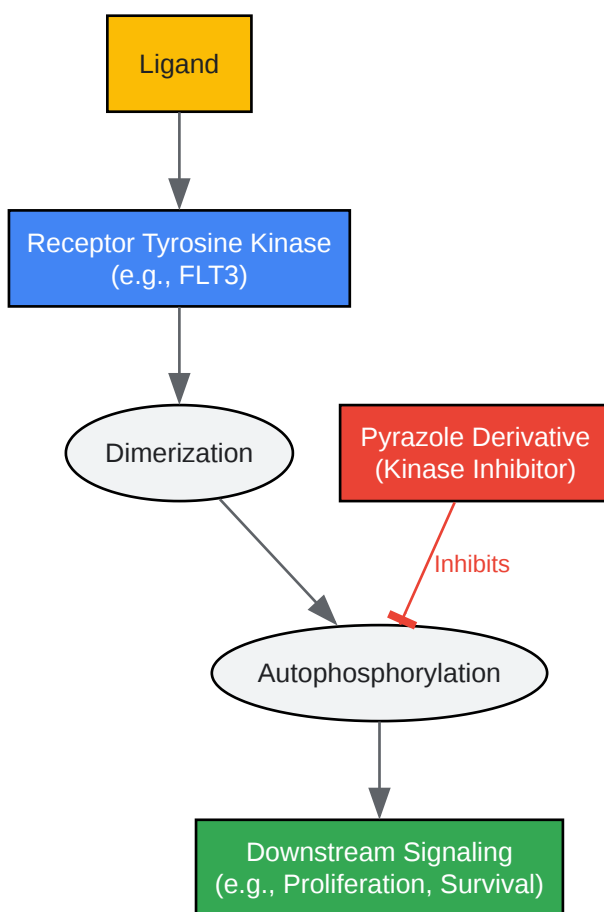 Ligand
Receptor Tyrosine Kinase
(e.g., FLT3)
Dimerization
Pyrazole Derivative
(Kinase Inhibitor)
Inhibits
Autophosphorylation
Downstream Signaling
(e.g., Proliferation, Survival)